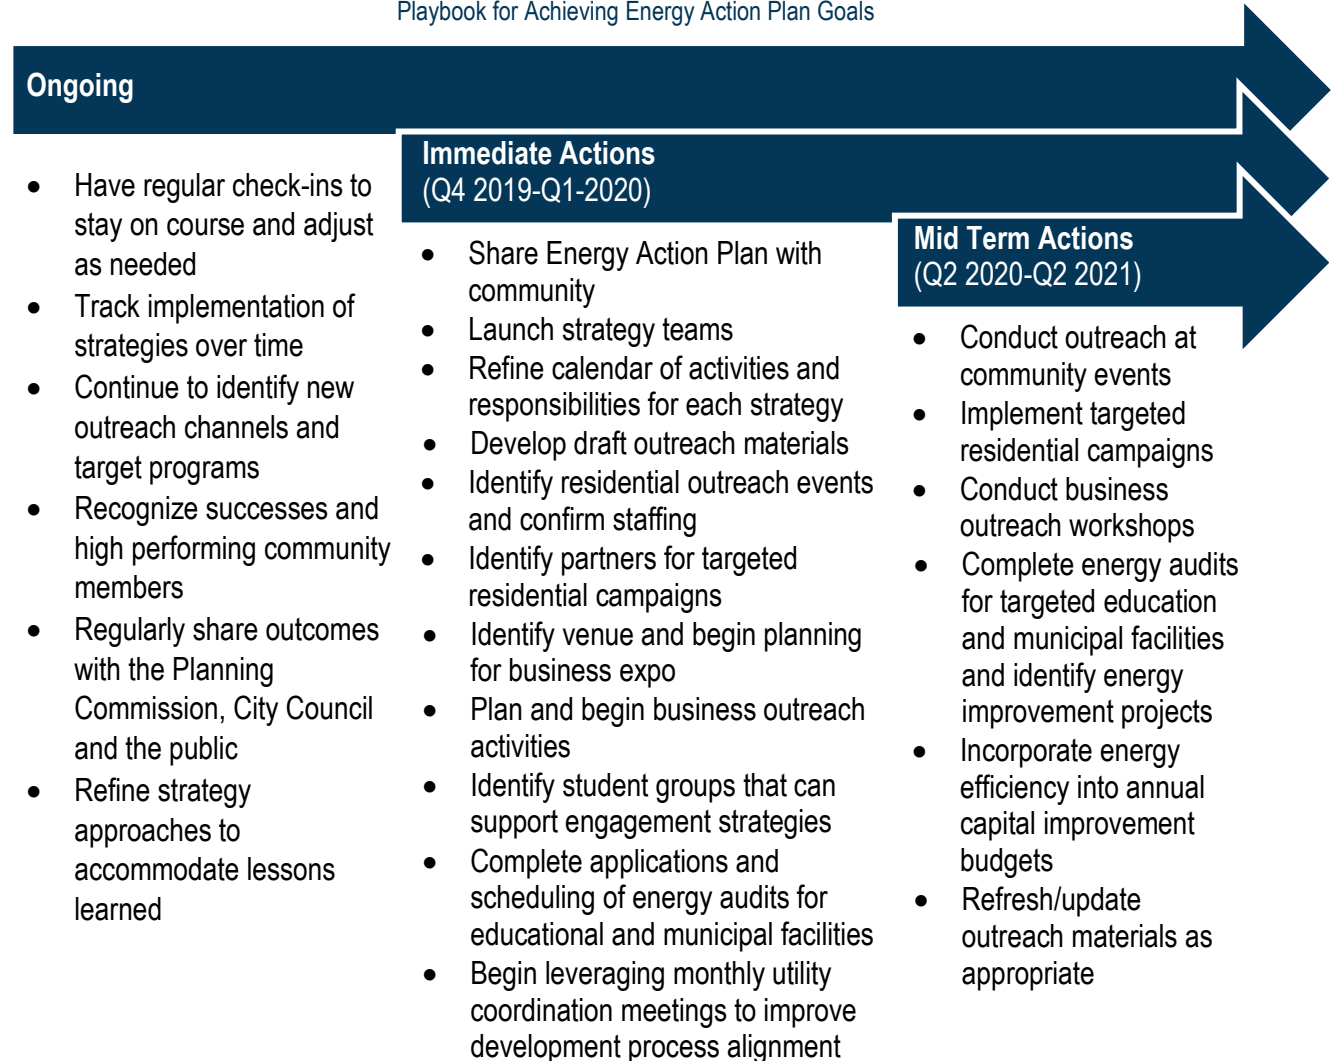 Playbook for Achieving Energy Action Plan Goals
Ongoing
• Have regular check-ins to
stay on course and adjust
as needed
• Track implementation of
strategies over time
• Continue to identify new
outreach channels and
target programs
• Recognize successes and
high performing community
members
• Regularly share outcomes
with the Planning
Commission, City Council
and the public
• Refine strategy
approaches to
accommodate lessons
learned
Immediate Actions
(Q4 2019-Q1-2020)
• Share Energy Action Plan with
community
• Launch strategy teams
• Refine calendar of activities and
responsibilities for each strategy
• Develop draft outreach materials
• Identify residential outreach events
and confirm staffing
• Identify partners for targeted
residential campaigns
• Identify venue and begin planning
for business expo
• Plan and begin business outreach
activities
• Identify student groups that can
support engagement strategies
• Complete applications and
scheduling of energy audits for
educational and municipal facilities
• Begin leveraging monthly utility
coordination meetings to improve
development process alignment
Mid Term Actions
(Q2 2020-Q2 2021)
• Conduct outreach at
community events
• Implement targeted
residential campaigns
• Conduct business
outreach workshops
• Complete energy audits
for targeted education
and municipal facilities
and identify energy
improvement projects
• Incorporate energy
efficiency into annual
capital improvement
budgets
• Refresh/update
outreach materials as
appropriate